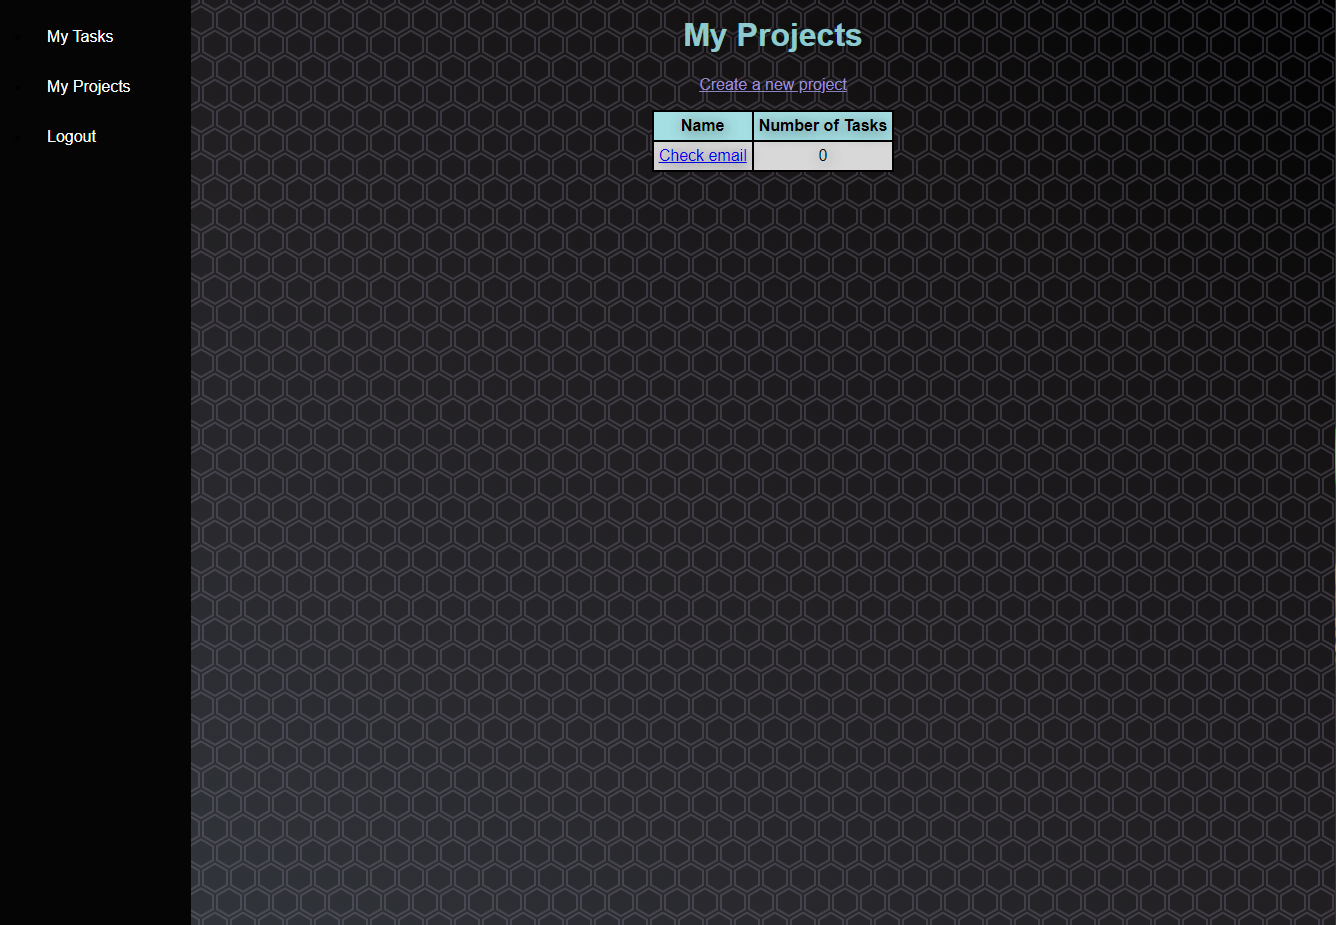 My Tasks
My Projects
Logout
My Projects
Create a new project
Name Number of Tasks
Check email 0